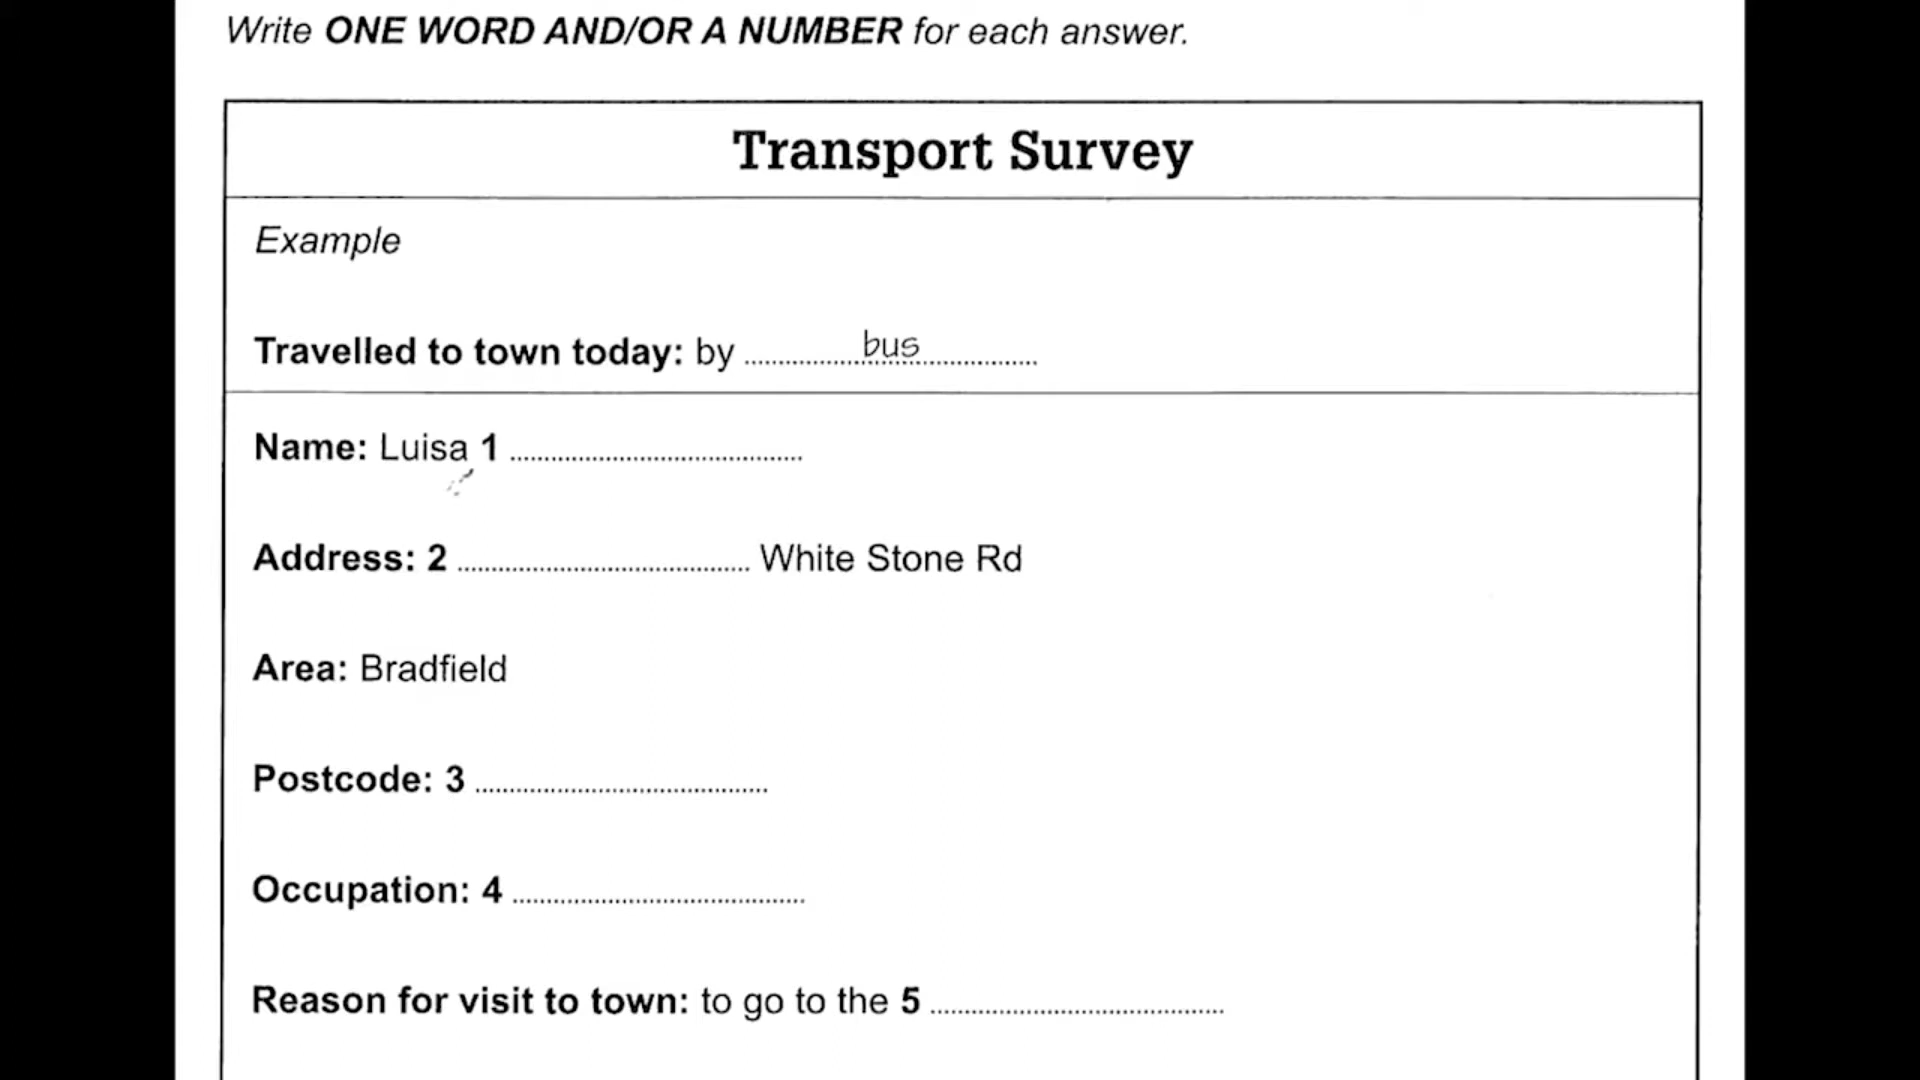 Write ONE WORD AND/OR A NUMBER for each answer.
Transport Survey
Example
Travelled to town today: by ........ bus ........
Name: Luisa 1 ................
Address: 2 ................ White Stone Rd
Area: Bradfield
Postcode: 3 ................
Occupation: 4 ................
Reason for visit to town: to go to the 5 ................